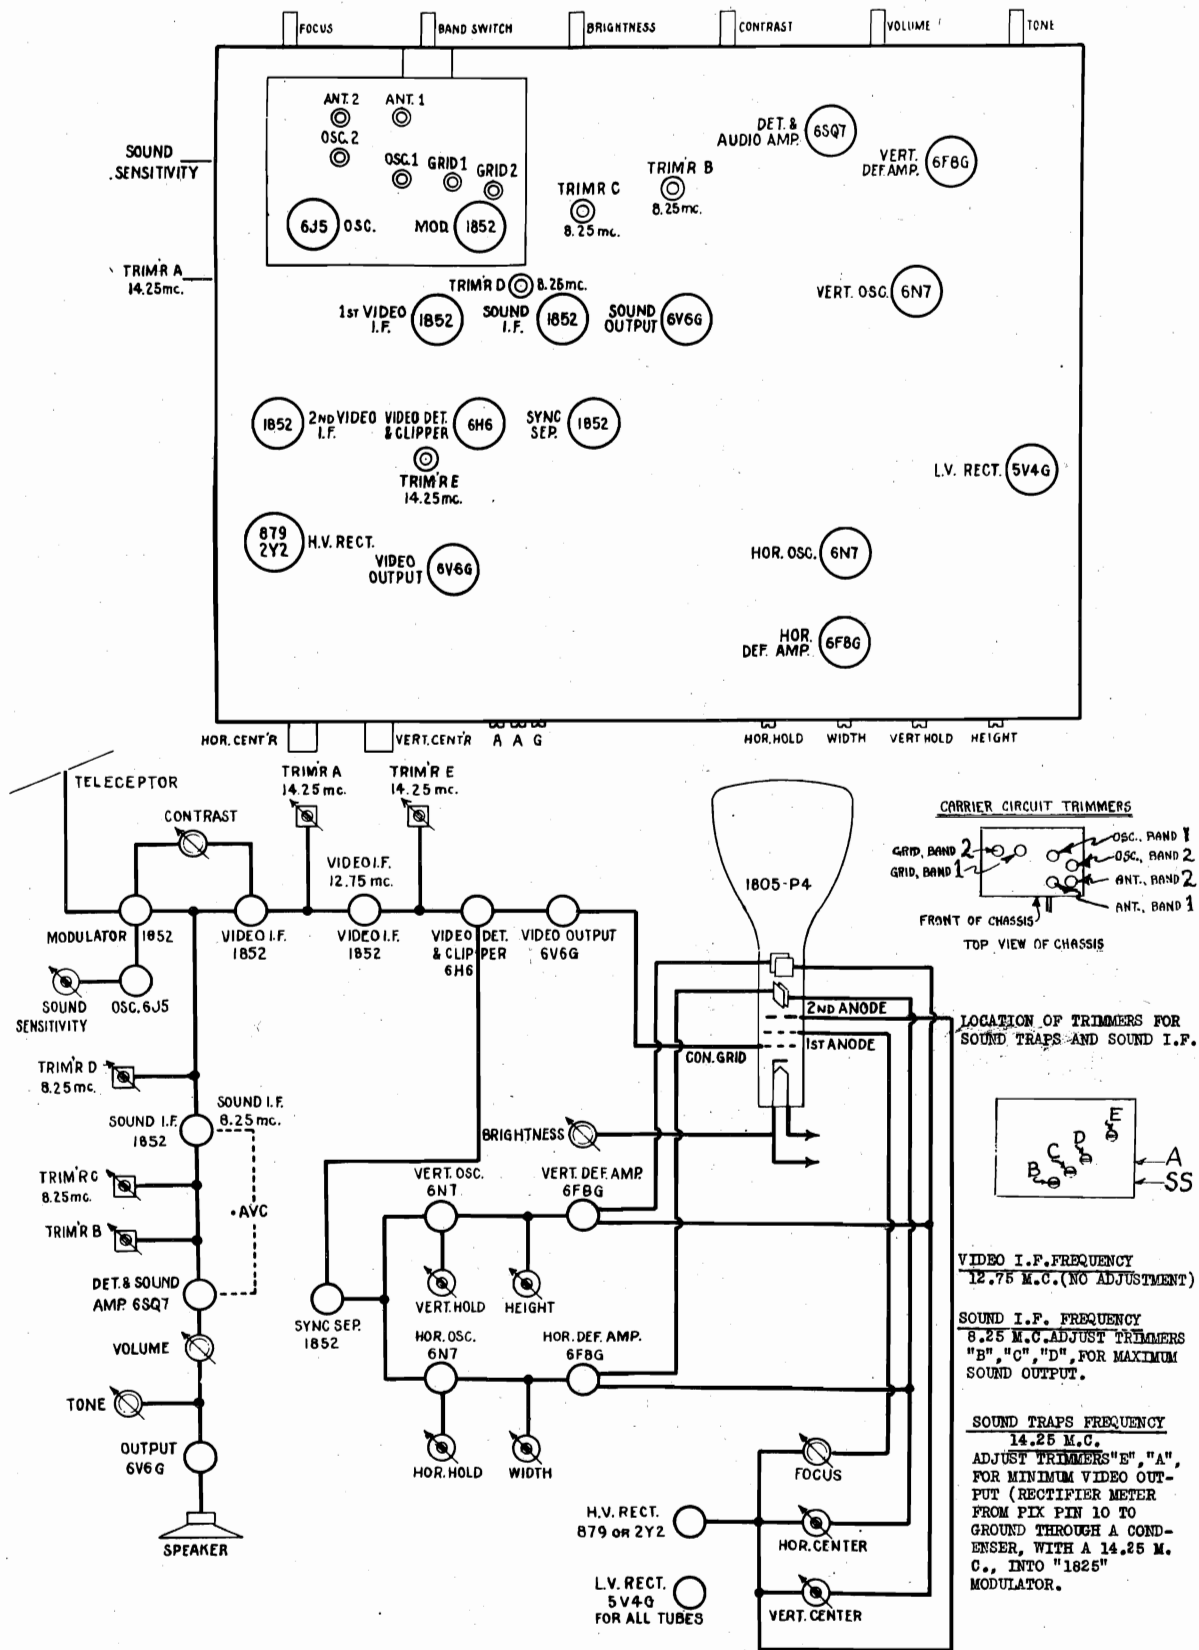 FOCUS
BAND SWITCH
BRIGHTNESS
CONTRAST
VOLUME
TONE
ANT. 2
ANT. 1
OSC. 2
OSC.1
GRID 1
GRID 2
6J5
OSC.
MOD.
1852
SOUND
SENSITIVITY
TRIM'R A
14.25mc.
DET. &
AUDIO AMP.
6SQ7
VERT.
DEF. AMP.
6F8G
TRIM'R B
8.25mc.
TRIM'R C
8.25 mc.
TRIM'R D
8.25mc.
1ST VIDEO
I.F.
1852
SOUND
I.F.
1852
SOUND
OUTPUT
6V6G
VERT. OSC.
6N7
1852
2ND VIDEO
I.F.
VIDEO DET.
& CLIPPER
6H6
SYNC
SEP.
1852
TRIM'R E
14.25mc.
L.V. RECT.
5V4G
879
2Y2
H.V. RECT.
VIDEO
OUTPUT
6V6G
HOR. OSC.
6N7
HOR.
DEF. AMP.
6F8G
HOR. CENT'R
VERT. CENT'R
A A G
HOR. HOLD
WIDTH
VERT HOLD
HEIGHT
TELECEPTOR
CONTRAST
TRIM'R A
14.25 mc.
TRIM'R E
14.25 mc.
VIDEO I.F.
12.75 mc.
MODULATOR 1852
VIDEO I.F.
1852
VIDEO I.F.
1852
VIDEO DET.
& CLIPPER
6H6
VIDEO OUTPUT
6V6G
SOUND
SENSITIVITY
OSC. 6J5
TRIM'R D
8.25mc.
SOUND I.F.
1852
SOUND I.F.
8.25mc.
TRIM'R C
8.25mc.
AVC
TRIM'R B
DET. & SOUND
AMP. 6SQ7
VOLUME
TONE
OUTPUT
6V6G
SPEAKER
1805-P4
2ND ANODE
1ST ANODE
CON. GRID
BRIGHTNESS
VERT. OSC.
6N7
VERT. DEF. AMP.
6F8G
VERT. HOLD
HEIGHT
SYNC SEP.
1852
HOR. OSC.
6N7
HOR. DEF. AMP.
6F8G
HOR. HOLD
WIDTH
FOCUS
H.V. RECT.
879 OR 2Y2
HOR. CENTER
L.V. RECT.
5V4G
FOR ALL TUBES
VERT. CENTER
CARRIER CIRCUIT TRIMMERS
GRID, BAND 2
GRID, BAND 1
OSC., BAND 1
OSC., BAND 2
ANT., BAND 2
ANT., BAND 1
FRONT OF CHASSIS
TOP VIEW OF CHASSIS
LOCATION OF TRIMMERS FOR
SOUND TRAPS AND SOUND I.F.
E
D
C
B
A
SS
VIDEO I.F. FREQUENCY
12.75 M.C. (NO ADJUSTMENT)
SOUND I.F. FREQUENCY
8.25 M.C. ADJUST TRIMMERS
"B", "C", "D", FOR MAXIMUM
SOUND OUTPUT.
SOUND TRAPS FREQUENCY
14.25 M.C.
ADJUST TRIMMERS "E", "A",
FOR MINIMUM VIDEO OUT-
PUT (RECTIFIER METER
FROM PIX PIN 10 TO
GROUND THROUGH A COND-
ENSER, WITH A 14.25 M.
C., INTO "1825"
MODULATOR.